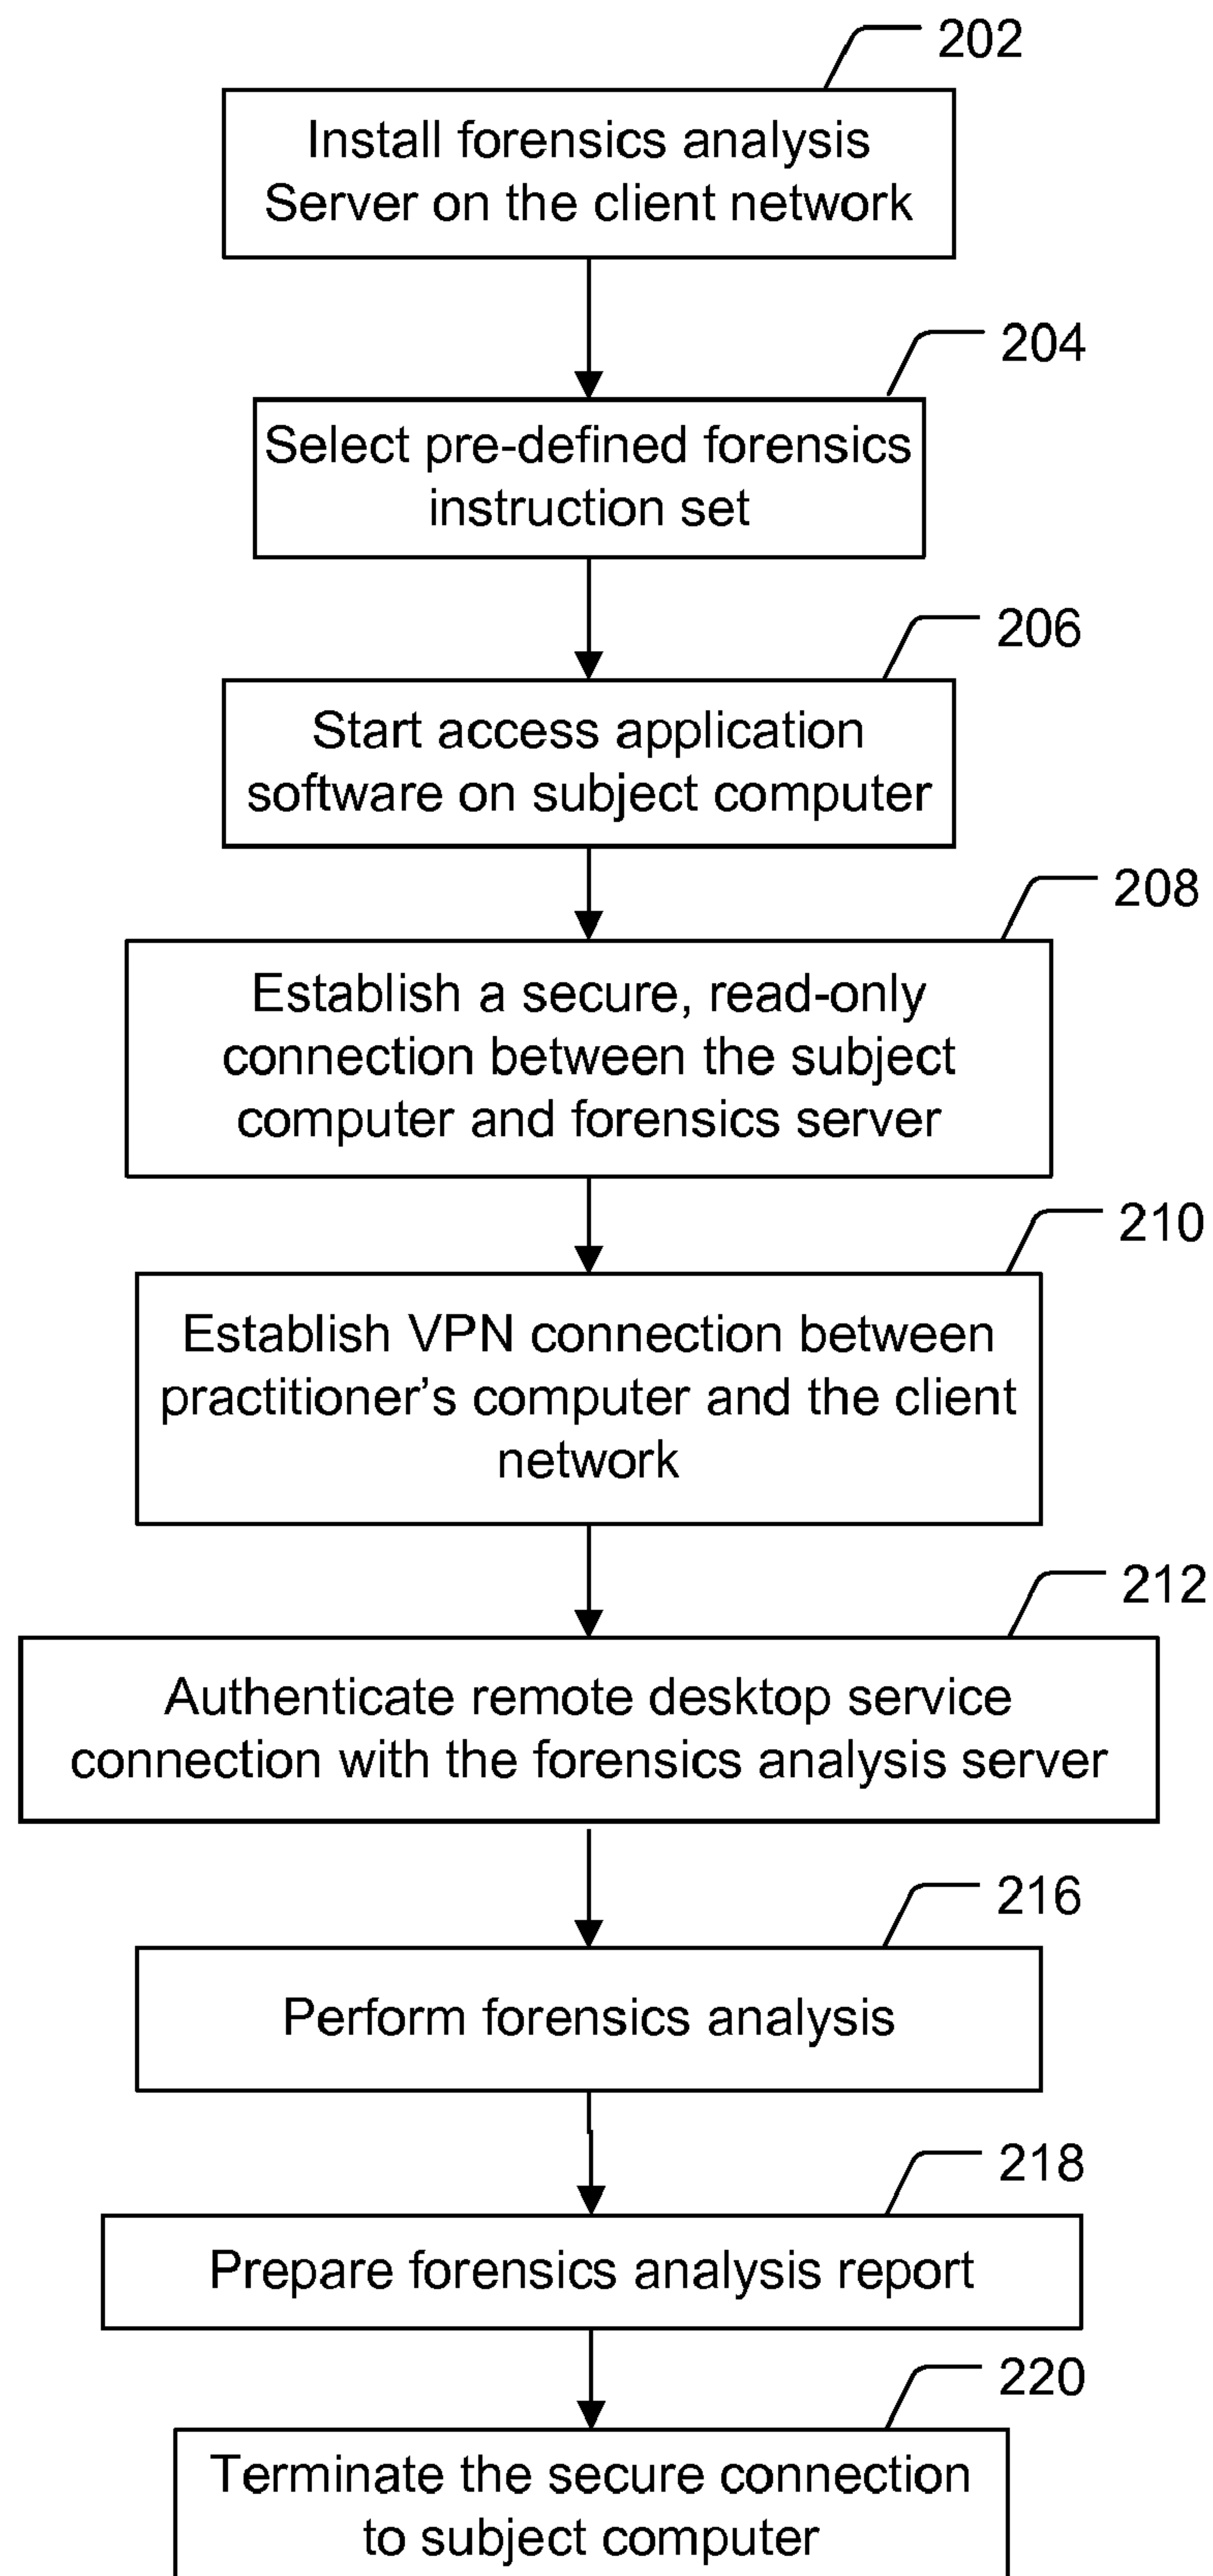 202
Install forensics analysis
Server on the client network
204
Select pre-defined forensics
instruction set
206
Start access application
software on subject computer
208
Establish a secure, read-only
connection between the subject
computer and forensics server
210
Establish VPN connection between
practitioner’s computer and the client
network
212
Authenticate remote desktop service
connection with the forensics analysis server
216
Perform forensics analysis
218
Prepare forensics analysis report
220
Terminate the secure connection
to subject computer